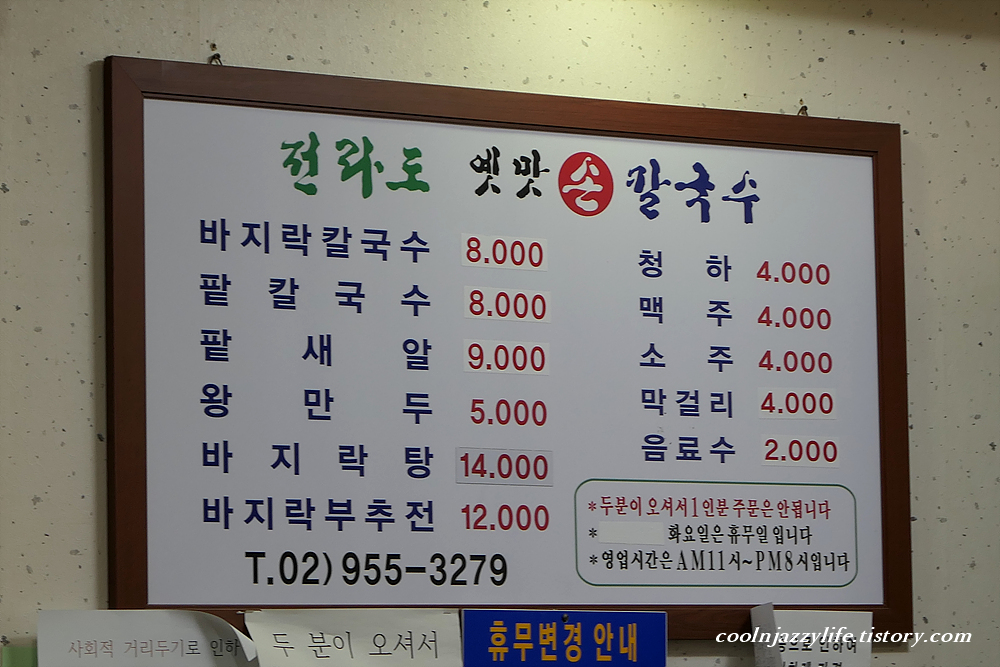 전라도 옛맛 손 칼국수
바지락칼국수 8.000
팥칼국수 8.000
팥새알 9.000
왕만두 5.000
바지락탕 14.000
바지락부추전 12.000
T.02) 955-3279
청하 4.000
맥주 4.000
소주 4.000
막걸리 4.000
음료수 2.000
*두분이 오셔서 1인분 주문은 안됩니다
* 화요일은 휴무일 입니다
*영업시간은 AM11시~PM8시입니다
사회적 거리두기로 인하
두 분이 오셔서
휴무변경 안내
으로 인하여
coolnjazzylife.tistory.com